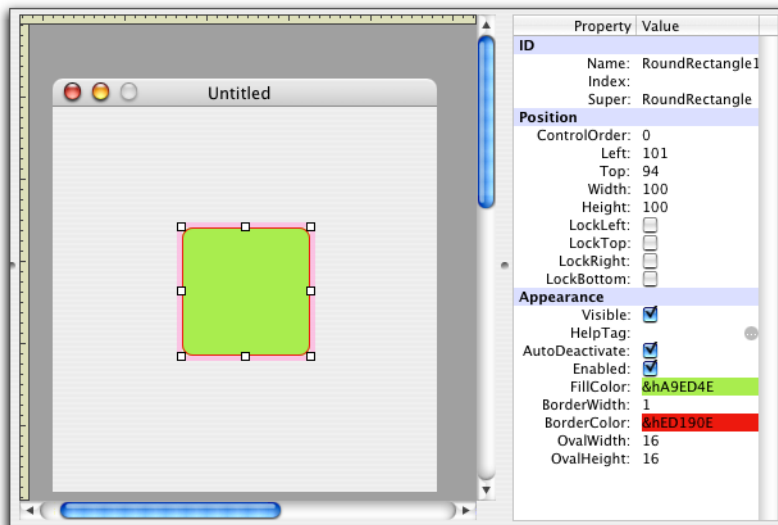 Untitled
Property Value
ID
Name: RoundRectangle1
Index:
Super: RoundRectangle
Position
ControlOrder: 0
Left: 101
Top: 94
Width: 100
Height: 100
LockLeft:
LockTop:
LockRight:
LockBottom:
Appearance
Visible:
HelpTag:
AutoDeactivate:
Enabled:
FillColor: &hA9ED4E
BorderWidth: 1
BorderColor: &hED190E
OvalWidth: 16
OvalHeight: 16